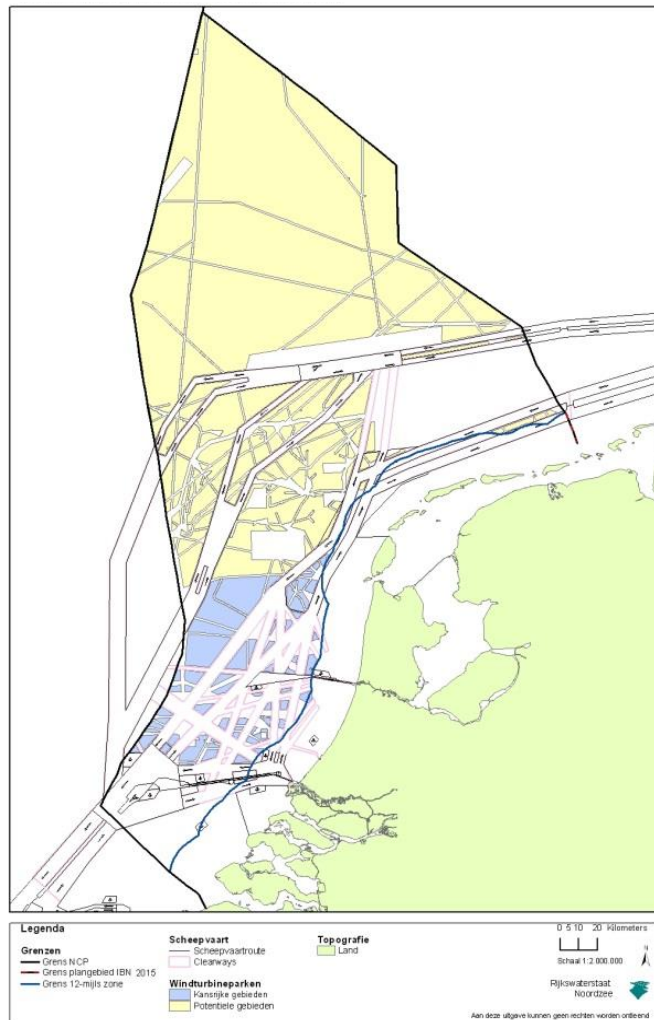 Legenda
Grenzen
Grens NCP
Grens plangebied IBN 2015
Grens 12-mijls zone
Scheepvaart
Scheepvaartroute
Clearways
Windturbineparken
Kansrijke gebieden
Potentiele gebieden
Topografie
Land
0 5 10 20 Kilometers
Schaal 1:2.000.000
N
Rijkswaterstaat
Noordzee
Aan deze uitgave kunnen geen rechten worden ontleend